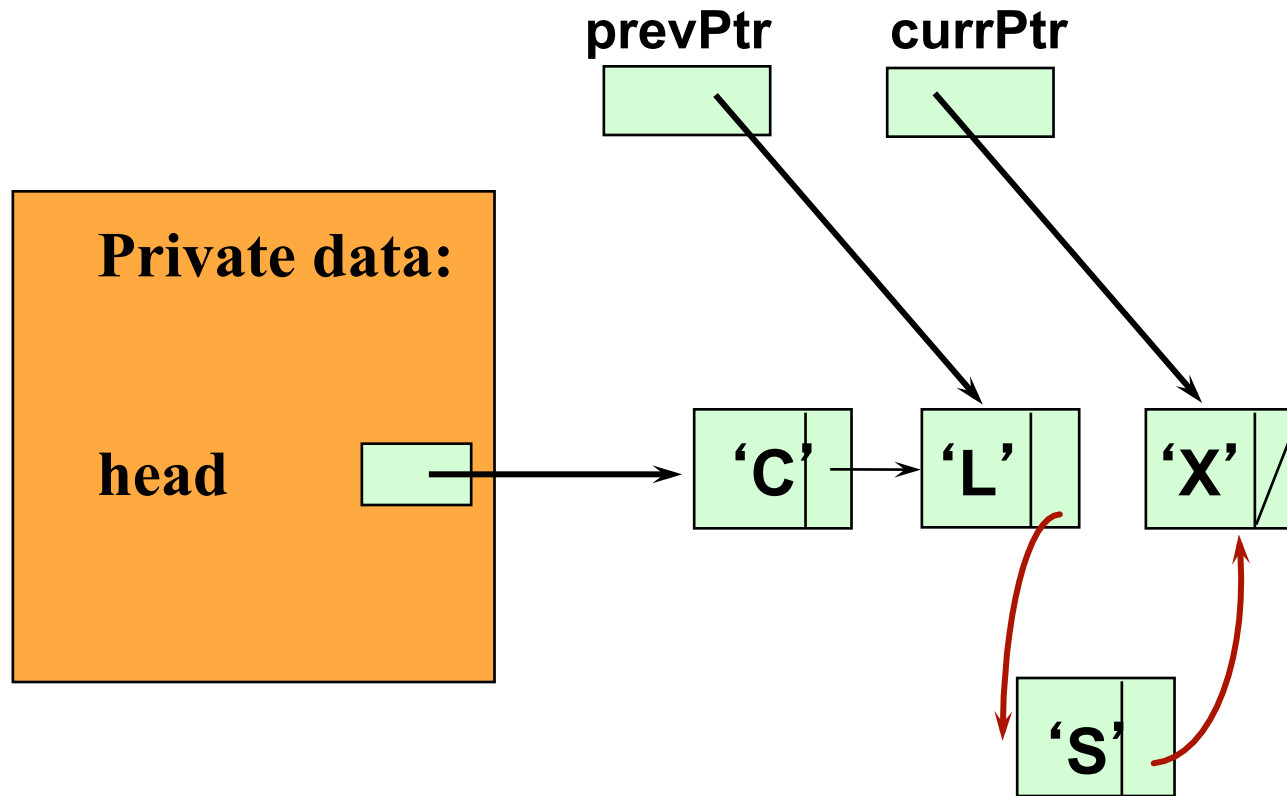 prevPtr currPtr
Private data:
head
‘C’ ‘L’ ‘X’
‘S’